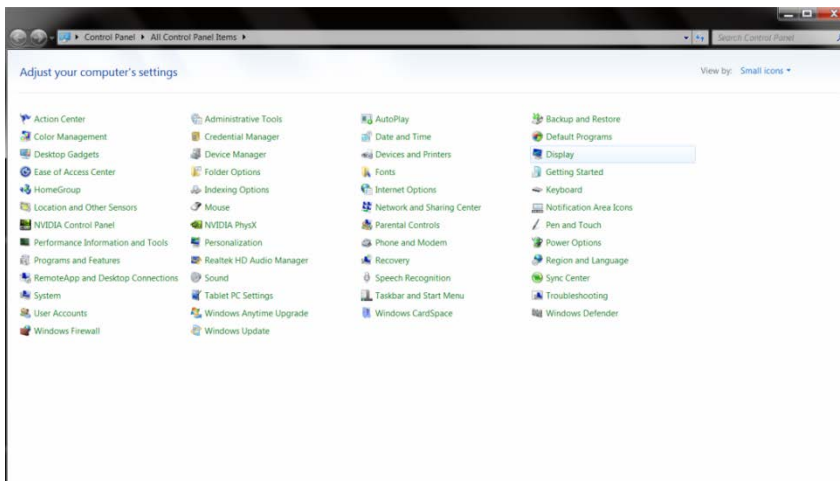 Control Panel All Control Panel Items
Search Control Panel
Adjust your computer's settings
View by: Small icons
Action Center Administrative Tools AutoPlay Backup and Restore
Color Management Credential Manager Date and Time Default Programs
Desktop Gadgets Device Manager Devices and Printers Display
Ease of Access Center Folder Options Fonts Getting Started
HomeGroup Indexing Options Internet Options Keyboard
Location and Other Sensors Mouse Network and Sharing Center Notification Area Icons
NVIDIA Control Panel NVIDIA PhysX Parental Controls Pen and Touch
Performance Information and Tools Personalization Phone and Modem Power Options
Programs and Features Realtek HD Audio Manager Recovery Region and Language
RemoteApp and Desktop Connections Sound Speech Recognition Sync Center
System Tablet PC Settings Taskbar and Start Menu Troubleshooting
User Accounts Windows Anytime Upgrade Windows CardSpace Windows Defender
Windows Firewall Windows Update